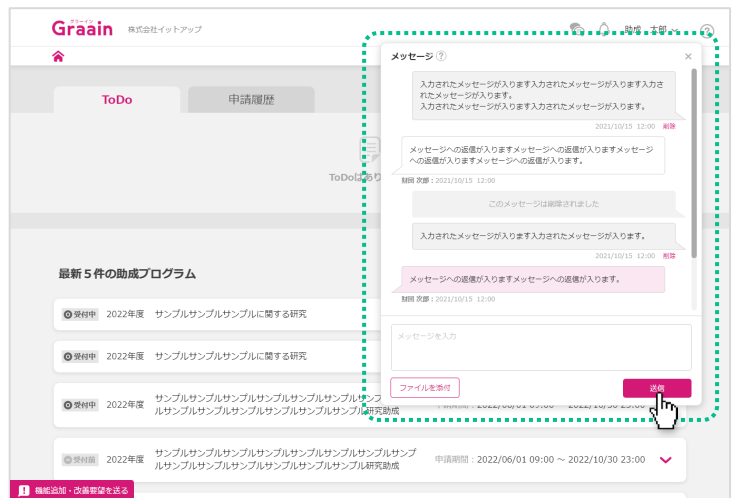 グラーイン
Graain
株式会社イットアップ
助成 太郎
?
ToDo
申請履歴
ToDoはあり
メッセージ ?
×
入力されたメッセージが入ります入力されたメッセージが入ります入力さ
れたメッセージが入ります。
入力されたメッセージが入ります入力されたメッセージが入ります。
2021/10/15 12:00 削除
メッセージへの返信が入りますメッセージへの返信が入りますメッセージ
への返信が入りますメッセージへの返信が入ります。
財団 次郎：2021/10/15 12:00
このメッセージは削除されました
入力されたメッセージが入ります入力されたメッセージが入ります。
2021/10/15 12:00 削除
メッセージへの返信が入りますメッセージへの返信が入ります。
財団 次郎：2021/10/15 12:00
メッセージを入力
ファイルを添付
送信
最新５件の助成プログラム
受付中 2022年度 サンプルサンプルサンプルに関する研究
受付中 2022年度 サンプルサンプルサンプルに関する研究
受付中 2022年度 サンプルサンプルサンプルサンプルサンプルサンプルサンプ
ルサンプルサンプルサンプルサンプルサンプルサンプル研究助成
申請期間：2022/06/01 09:00 ～ 2022/10/30 23:00
受付前 2022年度 サンプルサンプルサンプルサンプルサンプルサンプルサンプ
ルサンプルサンプルサンプルサンプルサンプルサンプル研究助成
申請期間：2022/06/01 09:00 ～ 2022/10/30 23:00
機能追加・改善要望を送る